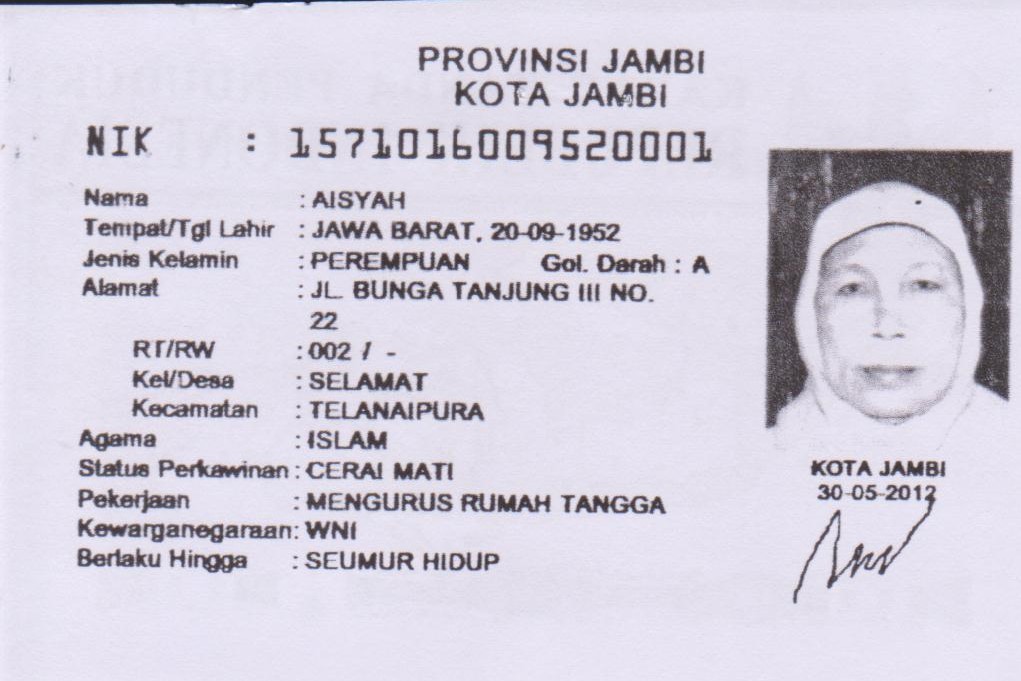 PROVINSI JAMBI
KOTA JAMBI
NIK : 1571016009520001
Nama : AISYAH
Tempat/Tgl Lahir : JAWA BARAT, 20-09-1952
Jenis Kelamin : PEREMPUAN Gol. Darah : A
Alamat : JL. BUNGA TANJUNG III NO.
22
RT/RW : 002 / -
Kel/Desa : SELAMAT
Kecamatan : TELANAIPURA
Agama : ISLAM
Status Perkawinan : CERAI MATI
Pekerjaan : MENGURUS RUMAH TANGGA
Kewarganegaraan : WNI
Berlaku Hingga : SEUMUR HIDUP
KOTA JAMBI
30-05-2012